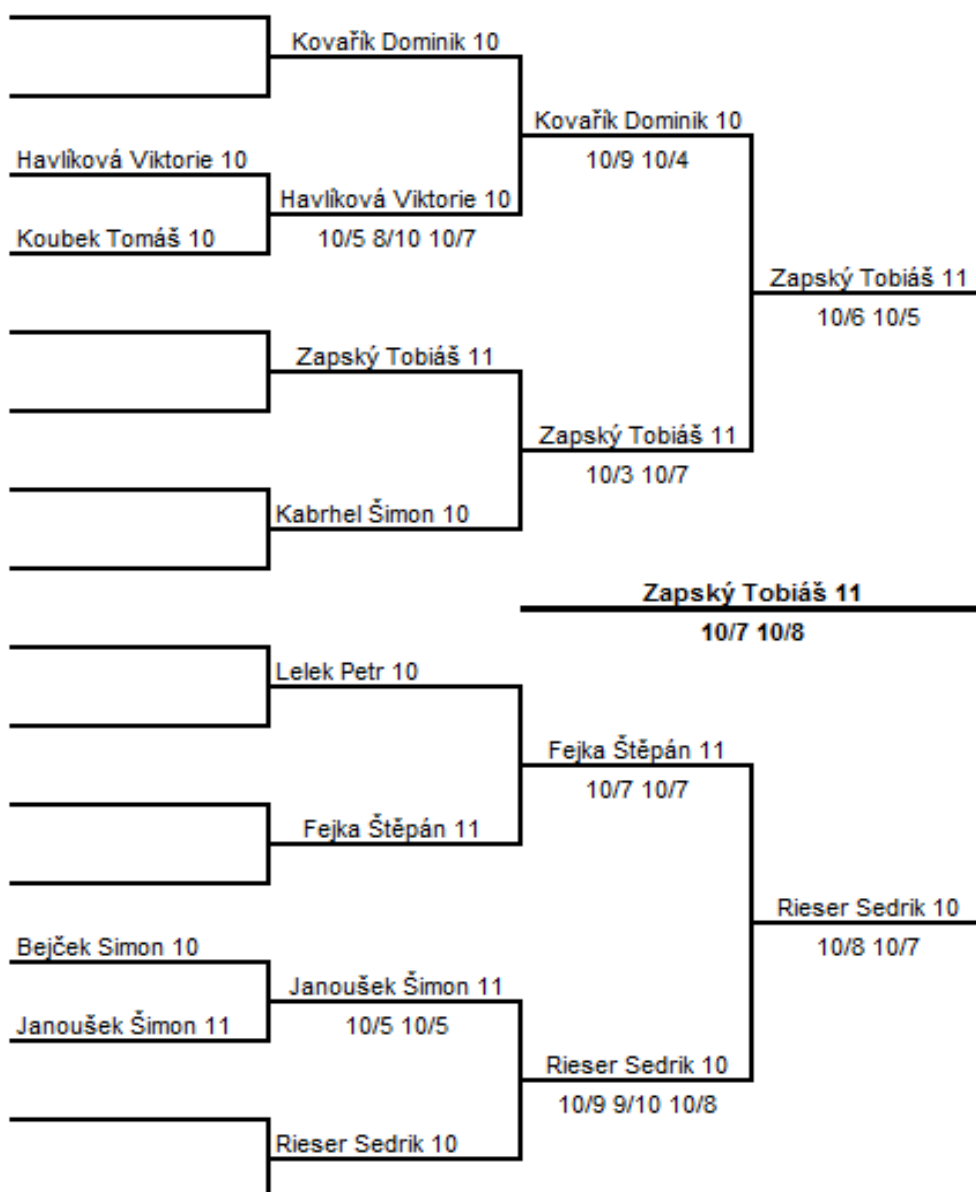 Kovařík Dominik 10
Kovařík Dominik 10
10/9 10/4
Havlíková Viktorie 10
Havlíková Viktorie 10
10/5 8/10 10/7
Koubek Tomáš 10
Zapský Tobiáš 11
10/6 10/5
Zapský Tobiáš 11
Zapský Tobiáš 11
10/3 10/7
Kabrhel Šimon 10
Zapský Tobiáš 11
10/7 10/8
Lelek Petr 10
Fejka Štěpán 11
10/7 10/7
Fejka Štěpán 11
Rieser Sedrik 10
10/8 10/7
Bejček Simon 10
Janoušek Šimon 11
10/5 10/5
Janoušek Šimon 11
Rieser Sedrik 10
10/9 9/10 10/8
Rieser Sedrik 10